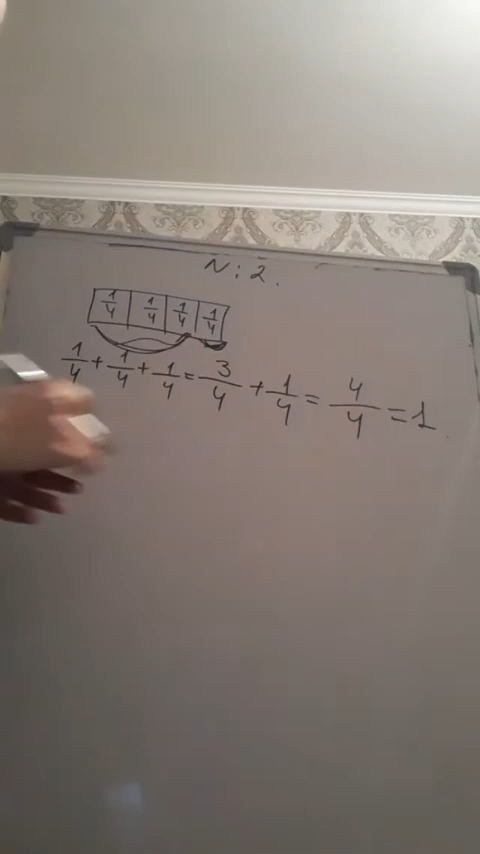 N: 2.
1/4 1/4 1/4 1/4
1/4 + 1/4 + 1/4 = 3/4 + 1/4 = 4/4 = 1